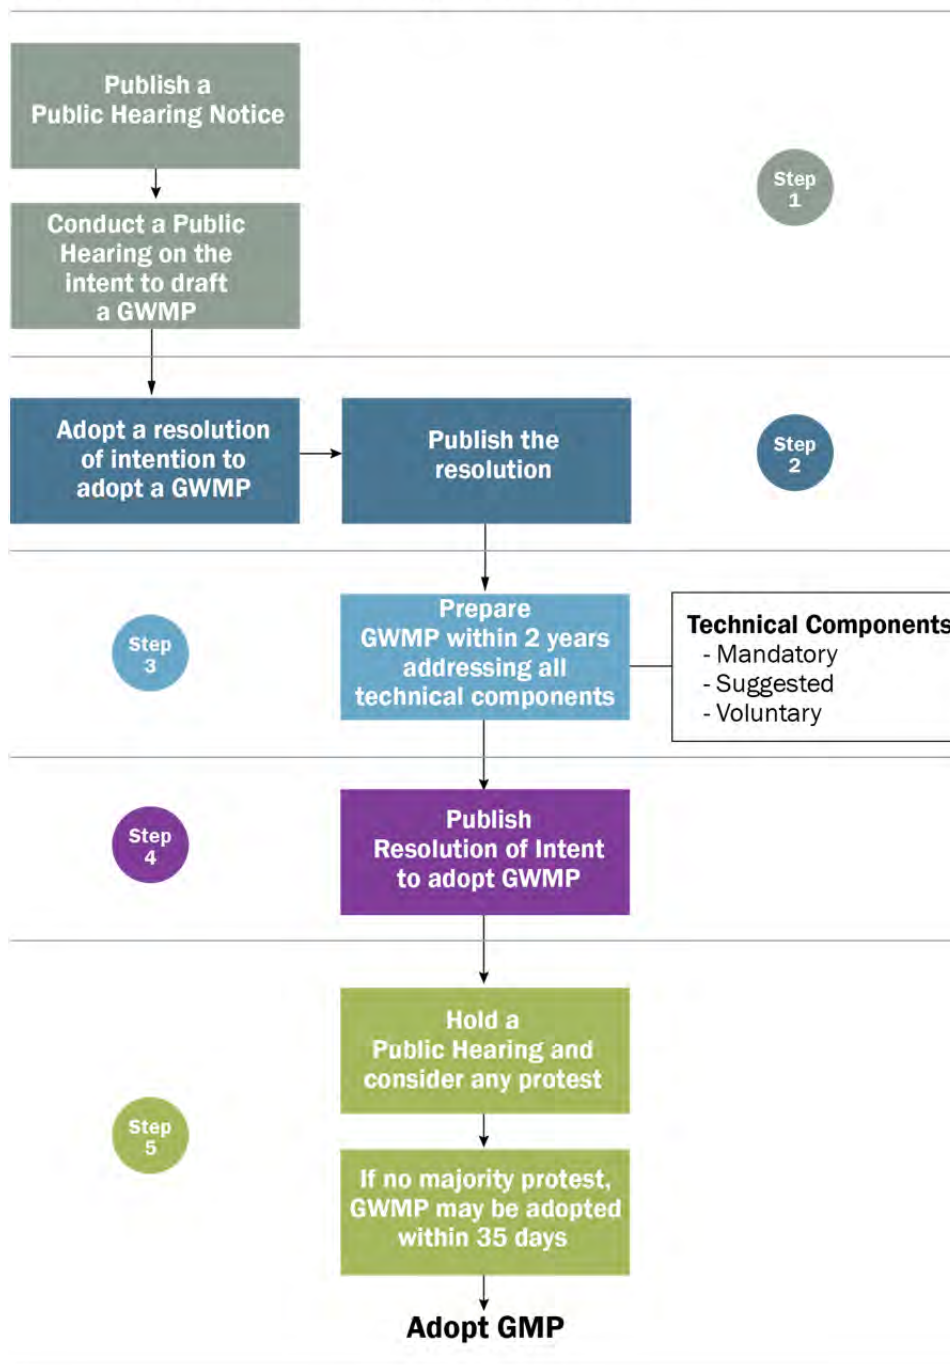 Publish a
Public Hearing Notice
Step
1
Conduct a Public
Hearing on the
intent to draft
a GWMP
Adopt a resolution
of intention to
adopt a GWMP
Publish the
resolution
Step
2
Step
3
Prepare
GWMP within 2 years
addressing all
technical components
Technical Components
- Mandatory
- Suggested
- Voluntary
Step
4
Publish
Resolution of Intent
to adopt GWMP
Hold a
Public Hearing and
consider any protest
Step
5
If no majority protest,
GWMP may be adopted
within 35 days
Adopt GMP